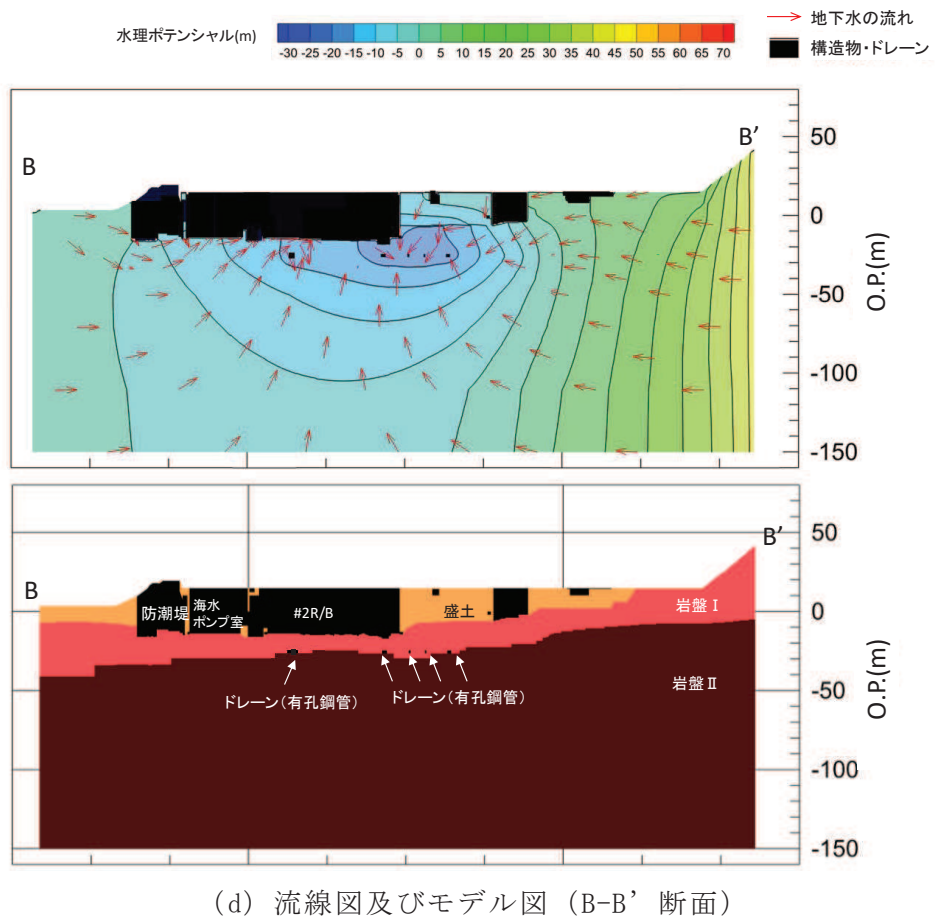 水理ポテンシャル(m)
-30 -25 -20 -15 -10 -5 0 5 10 15 20 25 30 35 40 45 50 55 60 65 70
地下水の流れ
構造物・ドレーン
B
B’
50
0
-50
-100
-150
O.P.(m)
B
B’
防潮堤
海水
ポンプ室
#2R/B
盛土
岩盤Ⅰ
岩盤Ⅱ
ドレーン(有孔鋼管)
ドレーン(有孔鋼管)
50
0
-50
-100
-150
O.P.(m)
(d) 流線図及びモデル図（B-B’断面）